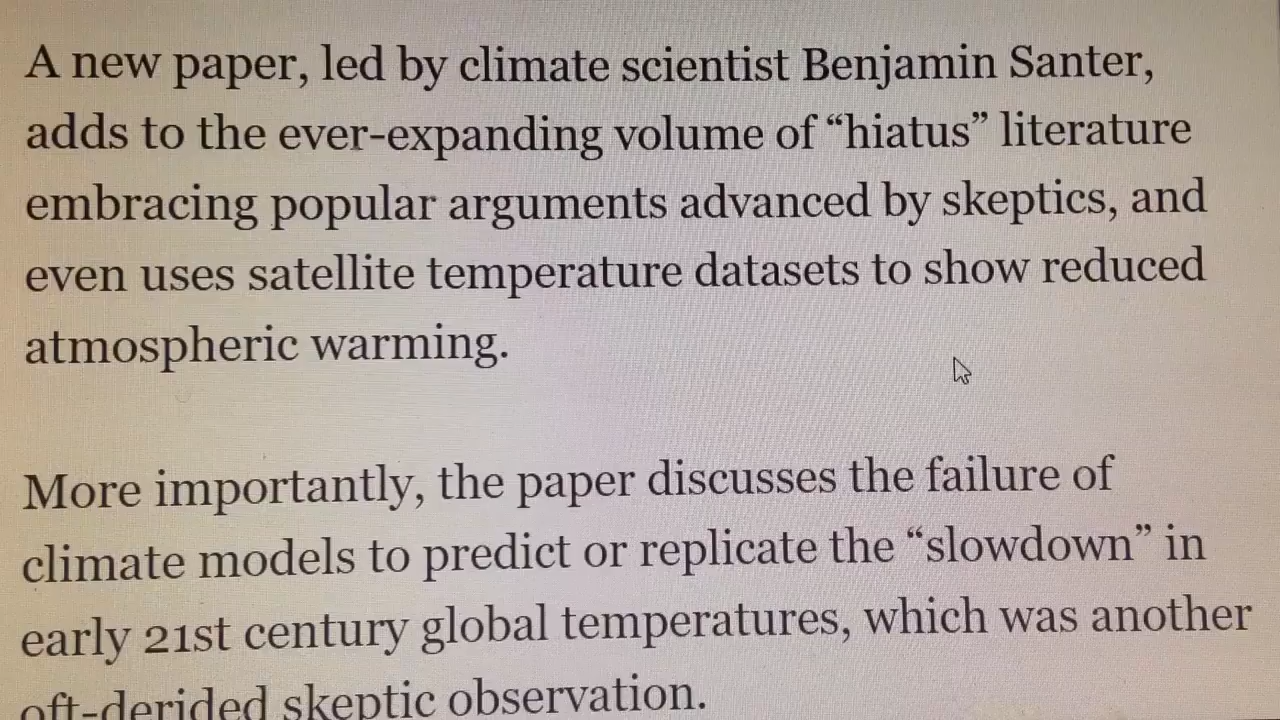 A new paper, led by climate scientist Benjamin Santer,
adds to the ever-expanding volume of “hiatus” literature
embracing popular arguments advanced by skeptics, and
even uses satellite temperature datasets to show reduced
atmospheric warming.
More importantly, the paper discusses the failure of
climate models to predict or replicate the “slowdown” in
early 21st century global temperatures, which was another
oft-derided skeptic observation.